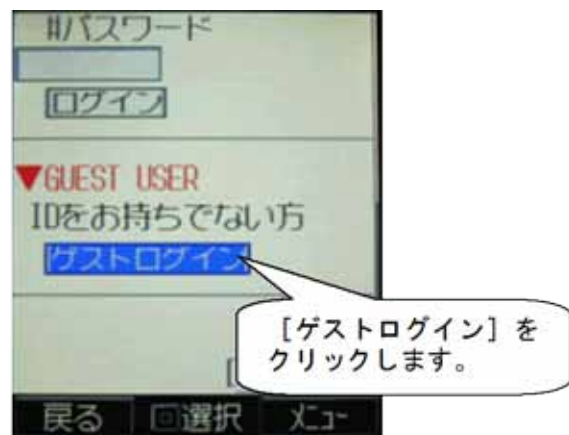 #パスワード
ログイン
▼GUEST USER
IDをお持ちでない方
ゲストログイン
[ゲストログイン]を
クリックします。
戻る 選択 メニュー